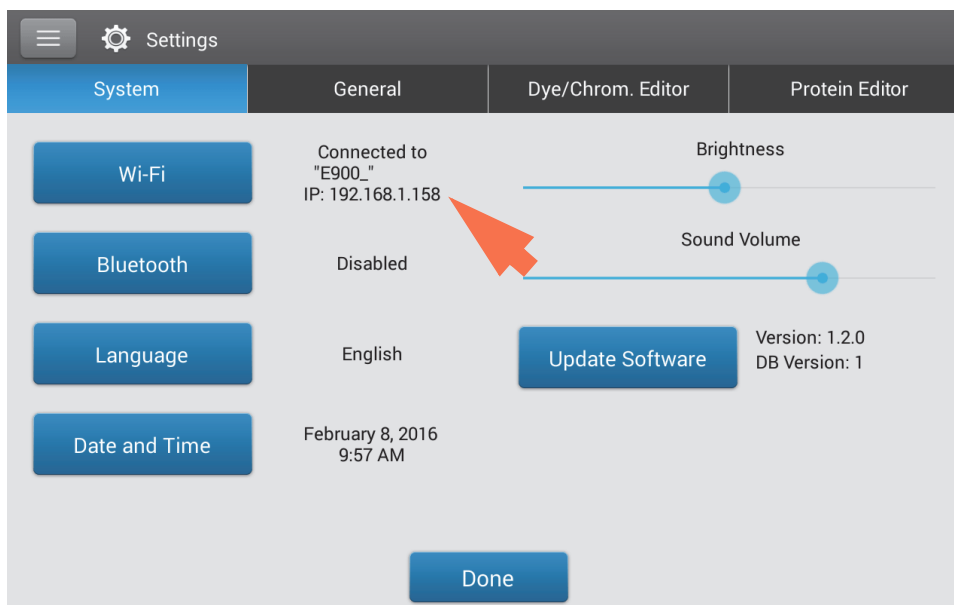 Settings
System
General
Dye/Chrom. Editor
Protein Editor
Wi-Fi
Connected to
"E900_"
IP: 192.168.1.158
Brightness
Bluetooth
Disabled
Sound Volume
Language
English
Update Software
Version: 1.2.0
DB Version: 1
Date and Time
February 8, 2016
9:57 AM
Done